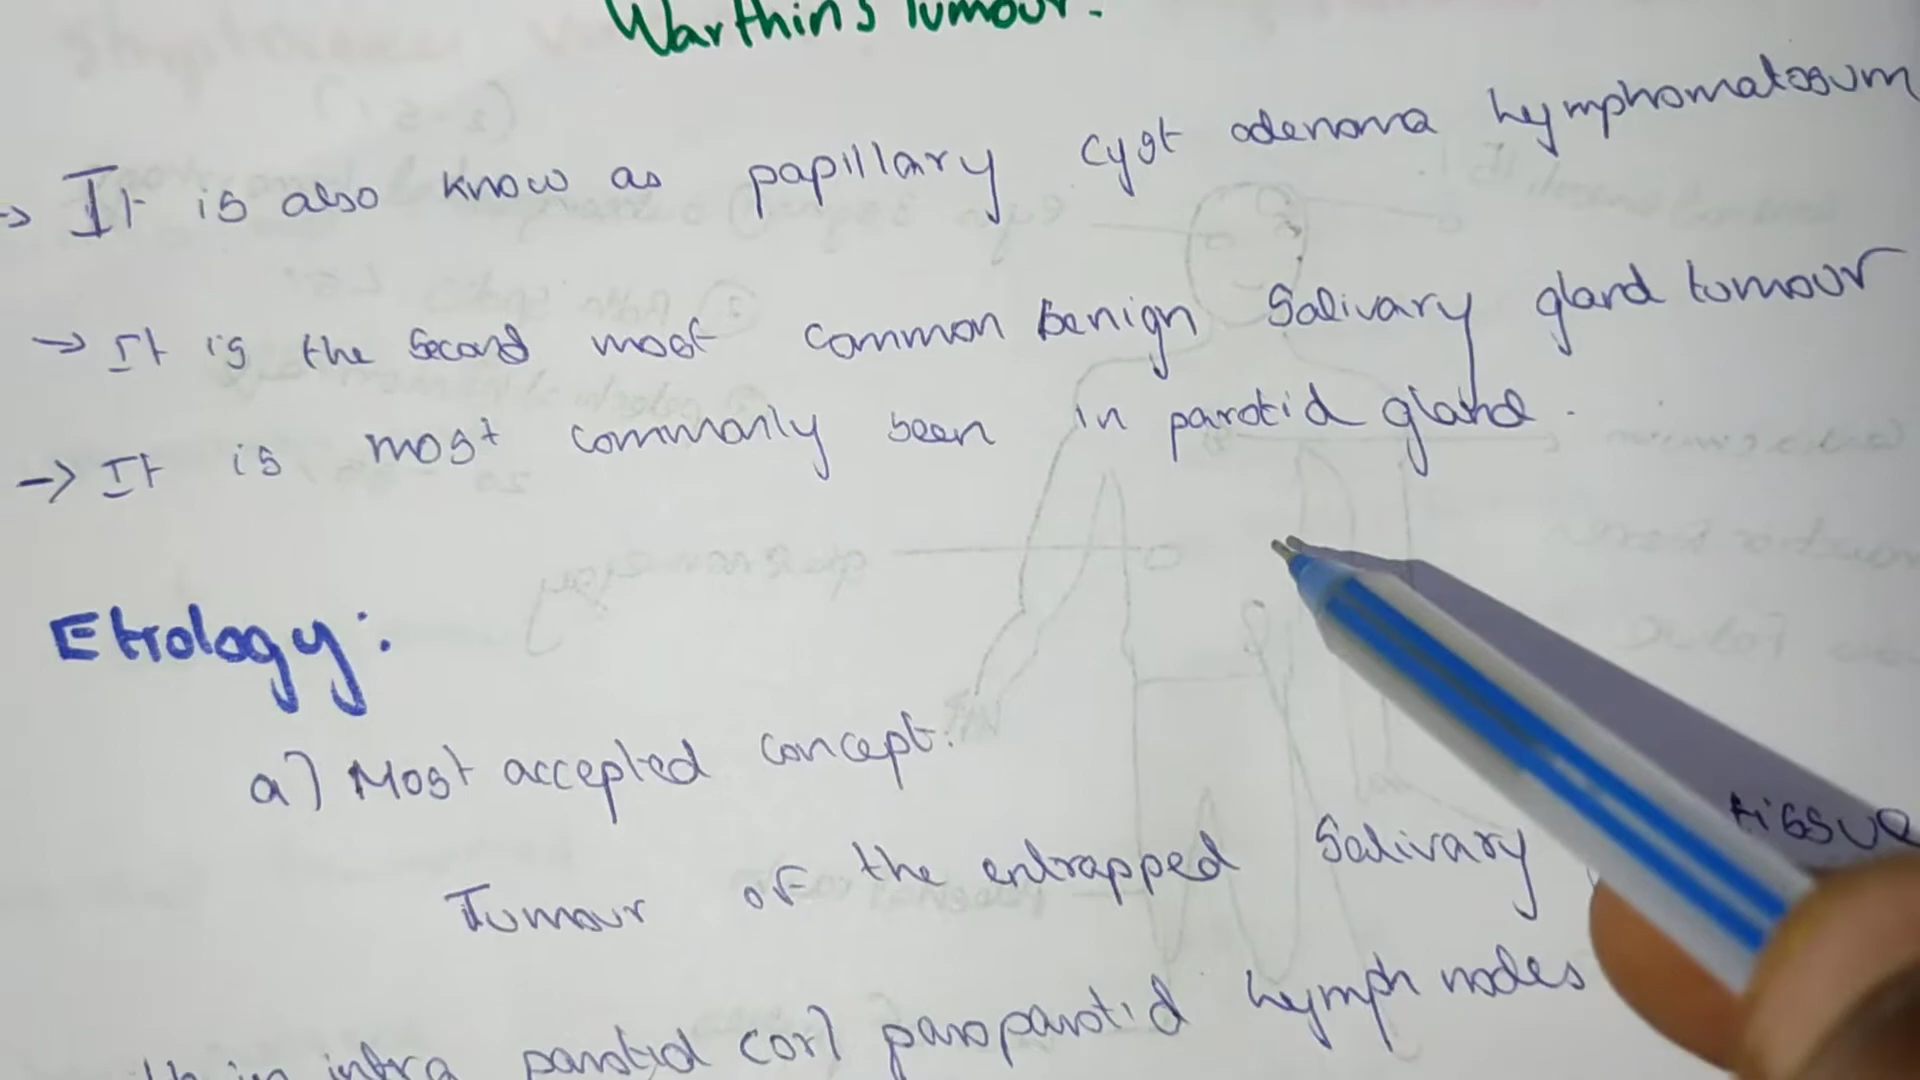 Warthin's Tumour.
-> It is also know as papillary cyst adenoma lymphomatosum
-> It is the second most common benign Salivary gland tumour
-> It is most commonly seen in parotid gland.
Etiology:
a) Most accepted concept:
Tumour of the entrapped Salivary tissue
intra parotid (or) paraparotid lymph nodes